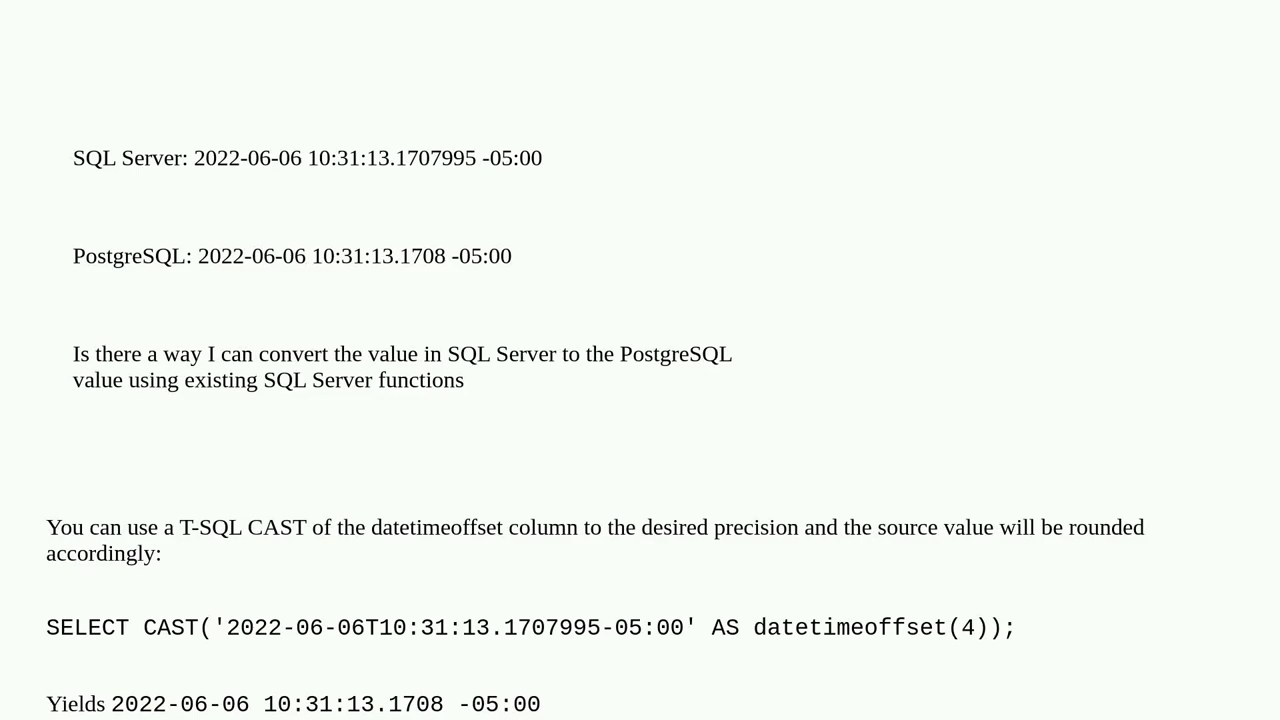 SQL Server: 2022-06-06 10:31:13.1707995 -05:00
PostgreSQL: 2022-06-06 10:31:13.1708 -05:00
Is there a way I can convert the value in SQL Server to the PostgreSQL
value using existing SQL Server functions
You can use a T-SQL CAST of the datetimeoffset column to the desired precision and the source value will be rounded
accordingly:
SELECT CAST('2022-06-06T10:31:13.1707995-05:00' AS datetimeoffset(4));
Yields 2022-06-06 10:31:13.1708 -05:00